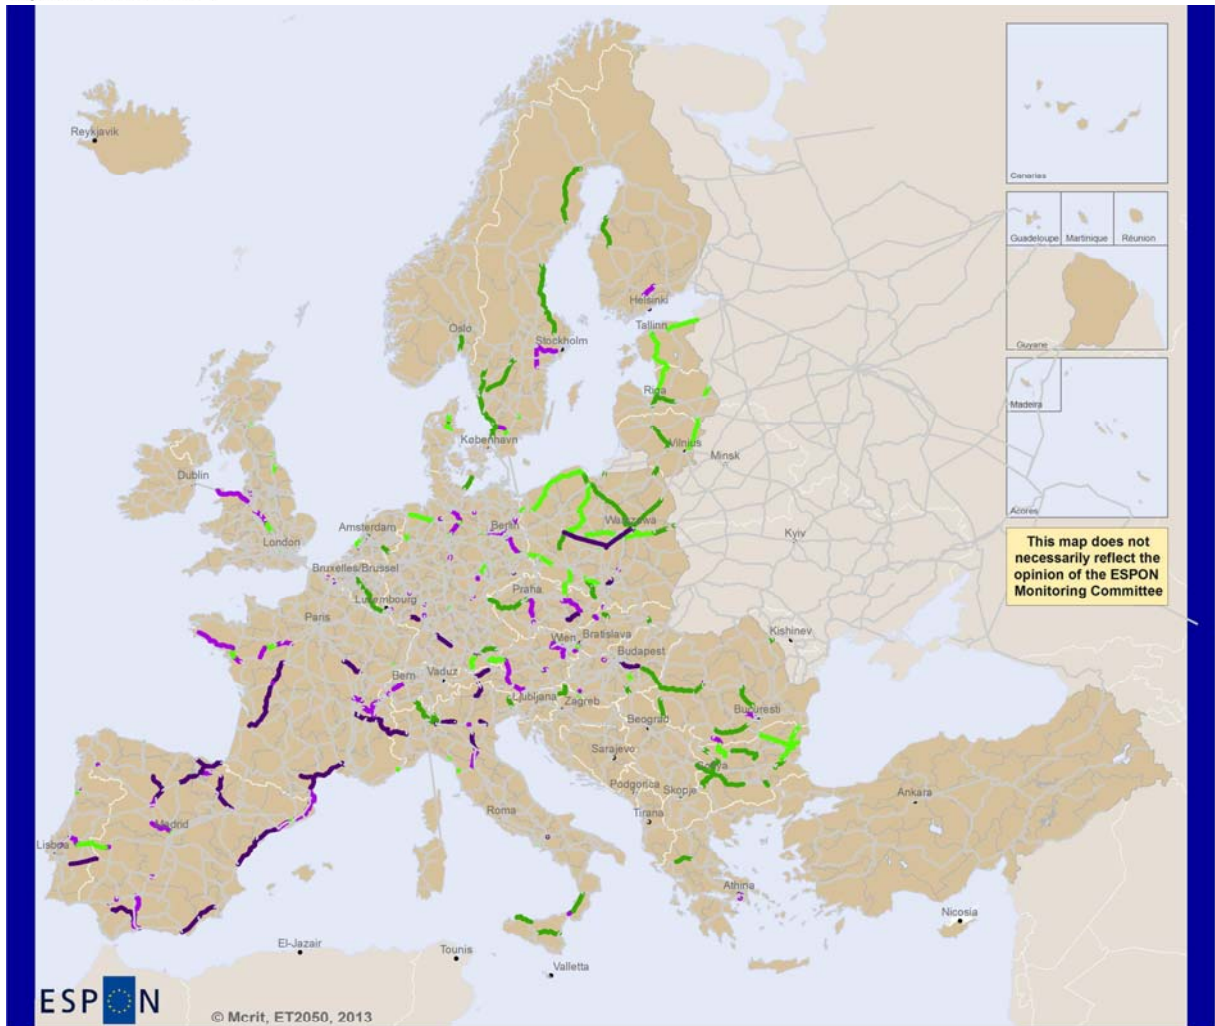 Reykjavik
Canarias
Guadeloupe
Martinique
Réunion
Guyane
Madeira
Acores
This map does not
necessarily reflect the
opinion of the ESPON
Monitoring Committee
Helsinki
Tallinn
Oslo
Stockholm
Riga
København
Vilnius
Minsk
Dublin
Amsterdam
Berlin
Warszawa
London
Kyiv
Bruxelles/Brussel
Praha
Luxembourg
Paris
Wien
Bratislava
Kishinev
Budapest
Bern
Vaduz
Ljubljana
Zagreb
Bucuresti
Beograd
Sarajevo
Sofiya
Podgorica
Skopje
Ankara
Roma
Tirana
Madrid
Lisboa
Athina
Nicosia
El-Jazair
Tounis
Valletta
ESPON
© Mcrit, ET2050, 2013